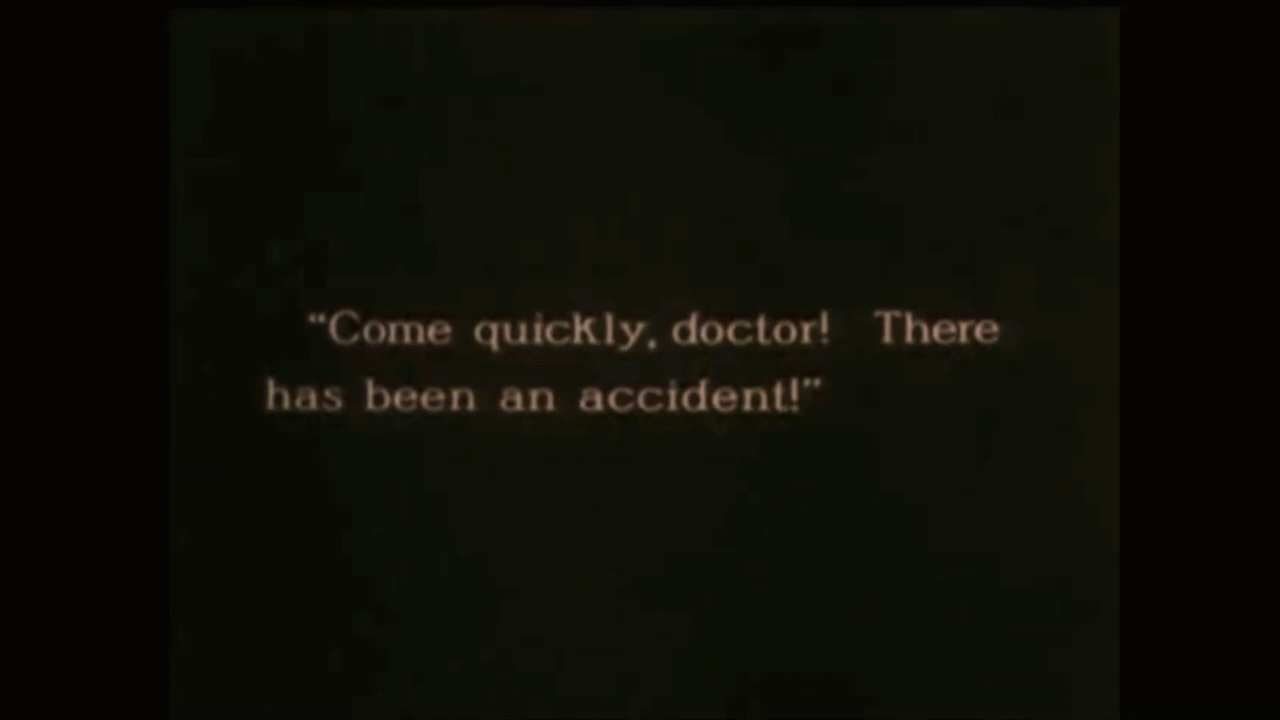 “Come quickly, doctor!  There
has been an accident!”